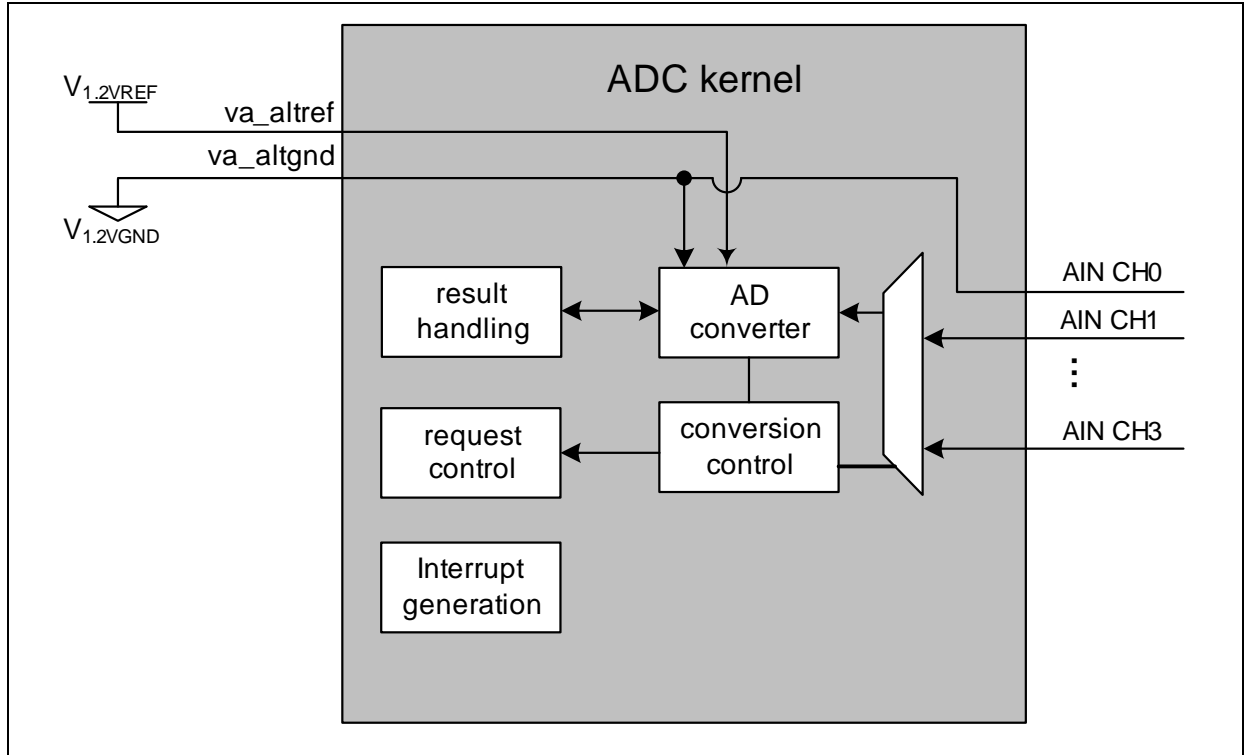 ADC kernel
V1.2VREF
va_altref
va_altgnd
V1.2VGND
AIN CH0
result
handling
AD
converter
AIN CH1
⋮
request
control
conversion
control
AIN CH3
Interrupt
generation